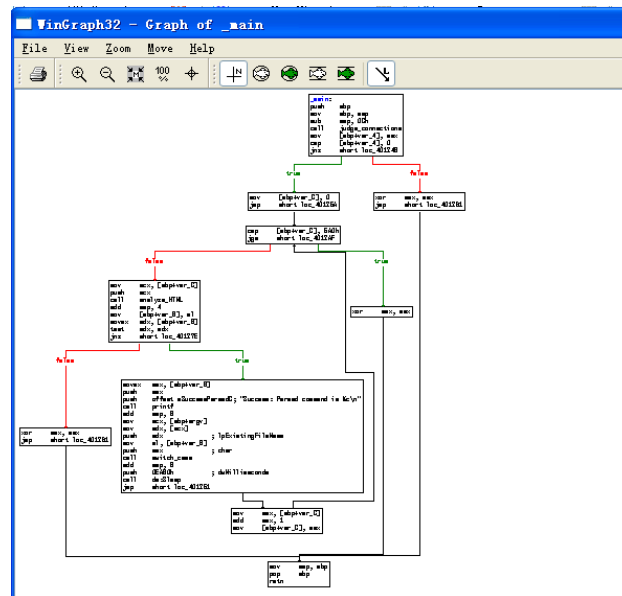 WinGraph32 - Graph of _main
File View Zoom Move Help
100
%
N
_main:
push ebp
mov ebp, esp
sub esp, 0Ch
call judge_connections
mov [ebp+var_4], eax
cmp [ebp+var_4], 0
jnz short loc_40124B
true
false
mov [ebp+var_C], 0
jmp short loc_40125A
xor eax, eax
jmp short loc_4012B1
cmp [ebp+var_C], 5A0h
jge short loc_4012AF
false
true
mov ecx, [ebp+var_C]
push ecx
call analyze_HTML
add esp, 4
mov [ebp+var_8], al
movsx edx, [ebp+var_8]
test edx, edx
jnz short loc_40127E
xor eax, eax
false
true
movsx eax, [ebp+var_8]
push eax
push offset aSuccessParsedC; "Success: Parsed command is %c\n"
call printf
add esp, 8
mov ecx, [ebp+argv]
mov edx, [ecx]
push edx ; lpExistingFileName
mov al, [ebp+var_8]
push eax ; char
call switch_case
add esp, 8
push 0EA60h ; dwMilliseconds
call ds:Sleep
jmp short loc_4012B1
xor eax, eax
jmp short loc_4012B1
mov eax, [ebp+var_C]
add eax, 1
mov [ebp+var_C], eax
mov esp, ebp
pop ebp
retn